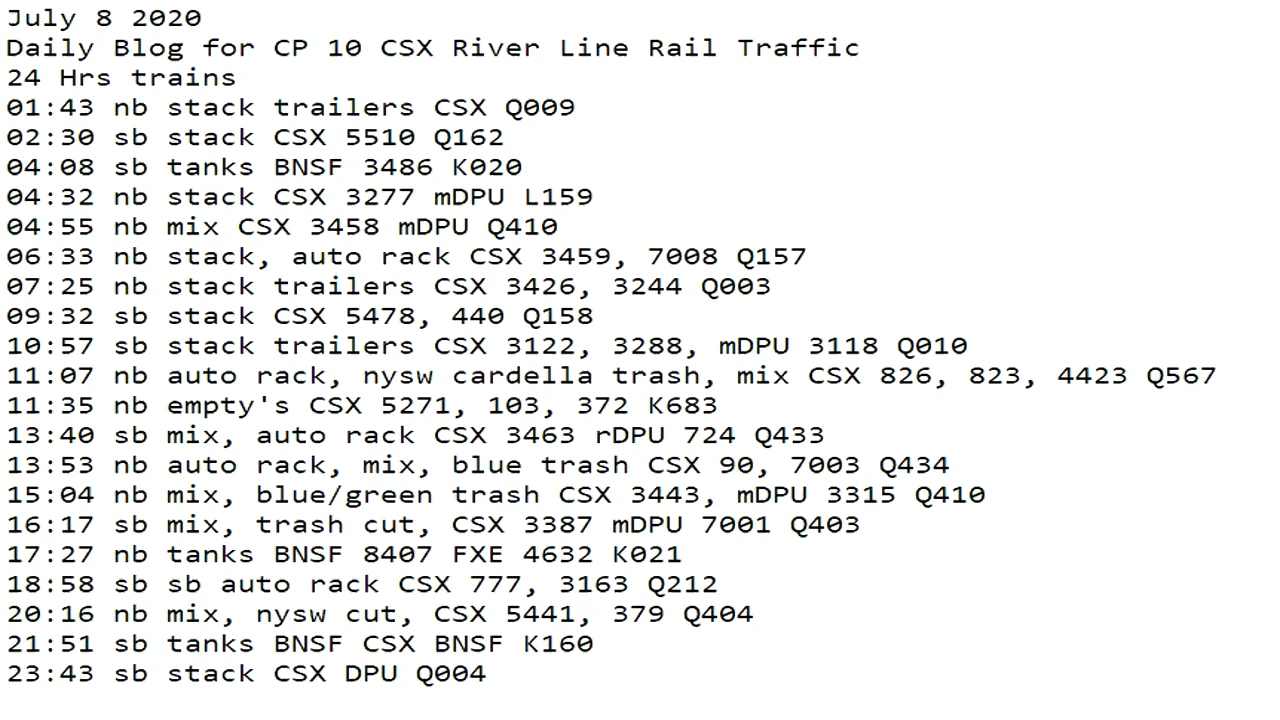 July 8 2020
Daily Blog for CP 10 CSX River Line Rail Traffic
24 Hrs trains
01:43 nb stack trailers CSX Q009
02:30 sb stack CSX 5510 Q162
04:08 sb tanks BNSF 3486 K020
04:32 nb stack CSX 3277 mDPU L159
04:55 nb mix CSX 3458 mDPU Q410
06:33 nb stack, auto rack CSX 3459, 7008 Q157
07:25 nb stack trailers CSX 3426, 3244 Q003
09:32 sb stack CSX 5478, 440 Q158
10:57 sb stack trailers CSX 3122, 3288, mDPU 3118 Q010
11:07 nb auto rack, nysw cardella trash, mix CSX 826, 823, 4423 Q567
11:35 nb empty's CSX 5271, 103, 372 K683
13:40 sb mix, auto rack CSX 3463 rDPU 724 Q433
13:53 nb auto rack, mix, blue trash CSX 90, 7003 Q434
15:04 nb mix, blue/green trash CSX 3443, mDPU 3315 Q410
16:17 sb mix, trash cut, CSX 3387 mDPU 7001 Q403
17:27 nb tanks BNSF 8407 FXE 4632 K021
18:58 sb sb auto rack CSX 777, 3163 Q212
20:16 nb mix, nysw cut, CSX 5441, 379 Q404
21:51 sb tanks BNSF CSX BNSF K160
23:43 sb stack CSX DPU Q004